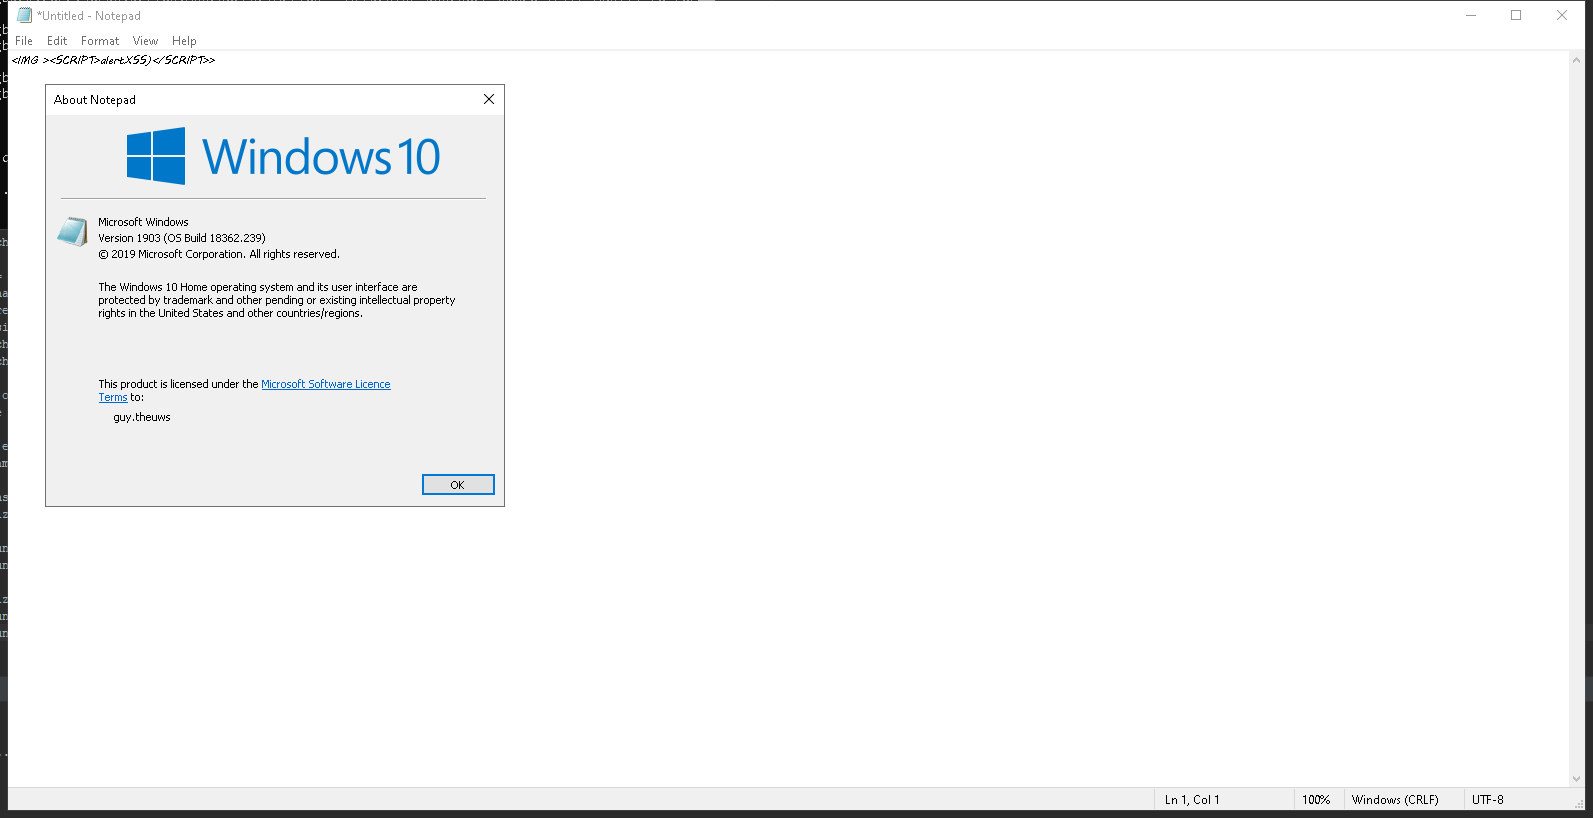 *Untitled - Notepad
File Edit Format View Help
<IMG ><SCRIPT>alertXSS)</SCRIPT>>
About Notepad
Windows 10
Microsoft Windows
Version 1903 (OS Build 18362.239)
© 2019 Microsoft Corporation. All rights reserved.
The Windows 10 Home operating system and its user interface are
protected by trademark and other pending or existing intellectual property
rights in the United States and other countries/regions.
This product is licensed under the Microsoft Software Licence
Terms to:
guy.theuws
OK
Ln 1, Col 1 100% Windows (CRLF) UTF-8